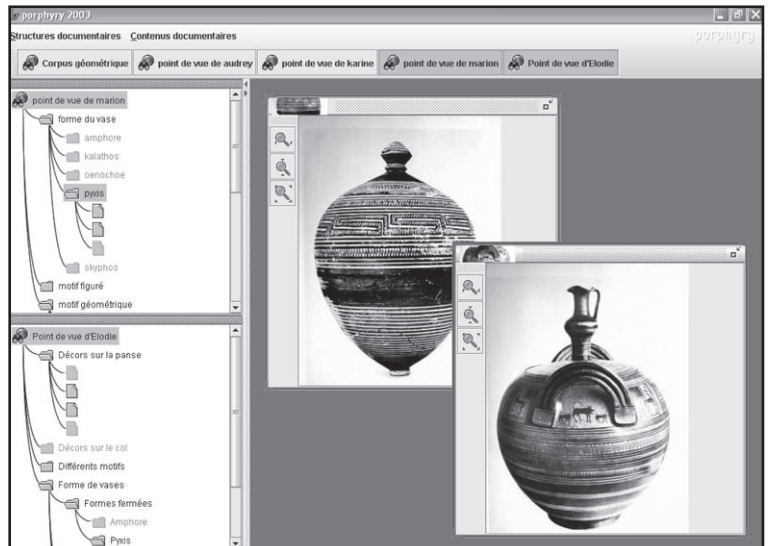 porphyry 2003
Structures documentaires Contenus documentaires
porphyry
Corpus géométrique point de vue de audrey point de vue de karine point de vue de marion Point de vue d'Elodie
point de vue de marion
forme du vase
amphore
kalathos
oenochoe
pyxis
skyphos
motif figuré
motif géométrique
Point de vue d'Elodie
Décors sur la panse
Décors sur le col
Différents motifs
Forme de vases
Formes fermées
Amphore
Pyxis